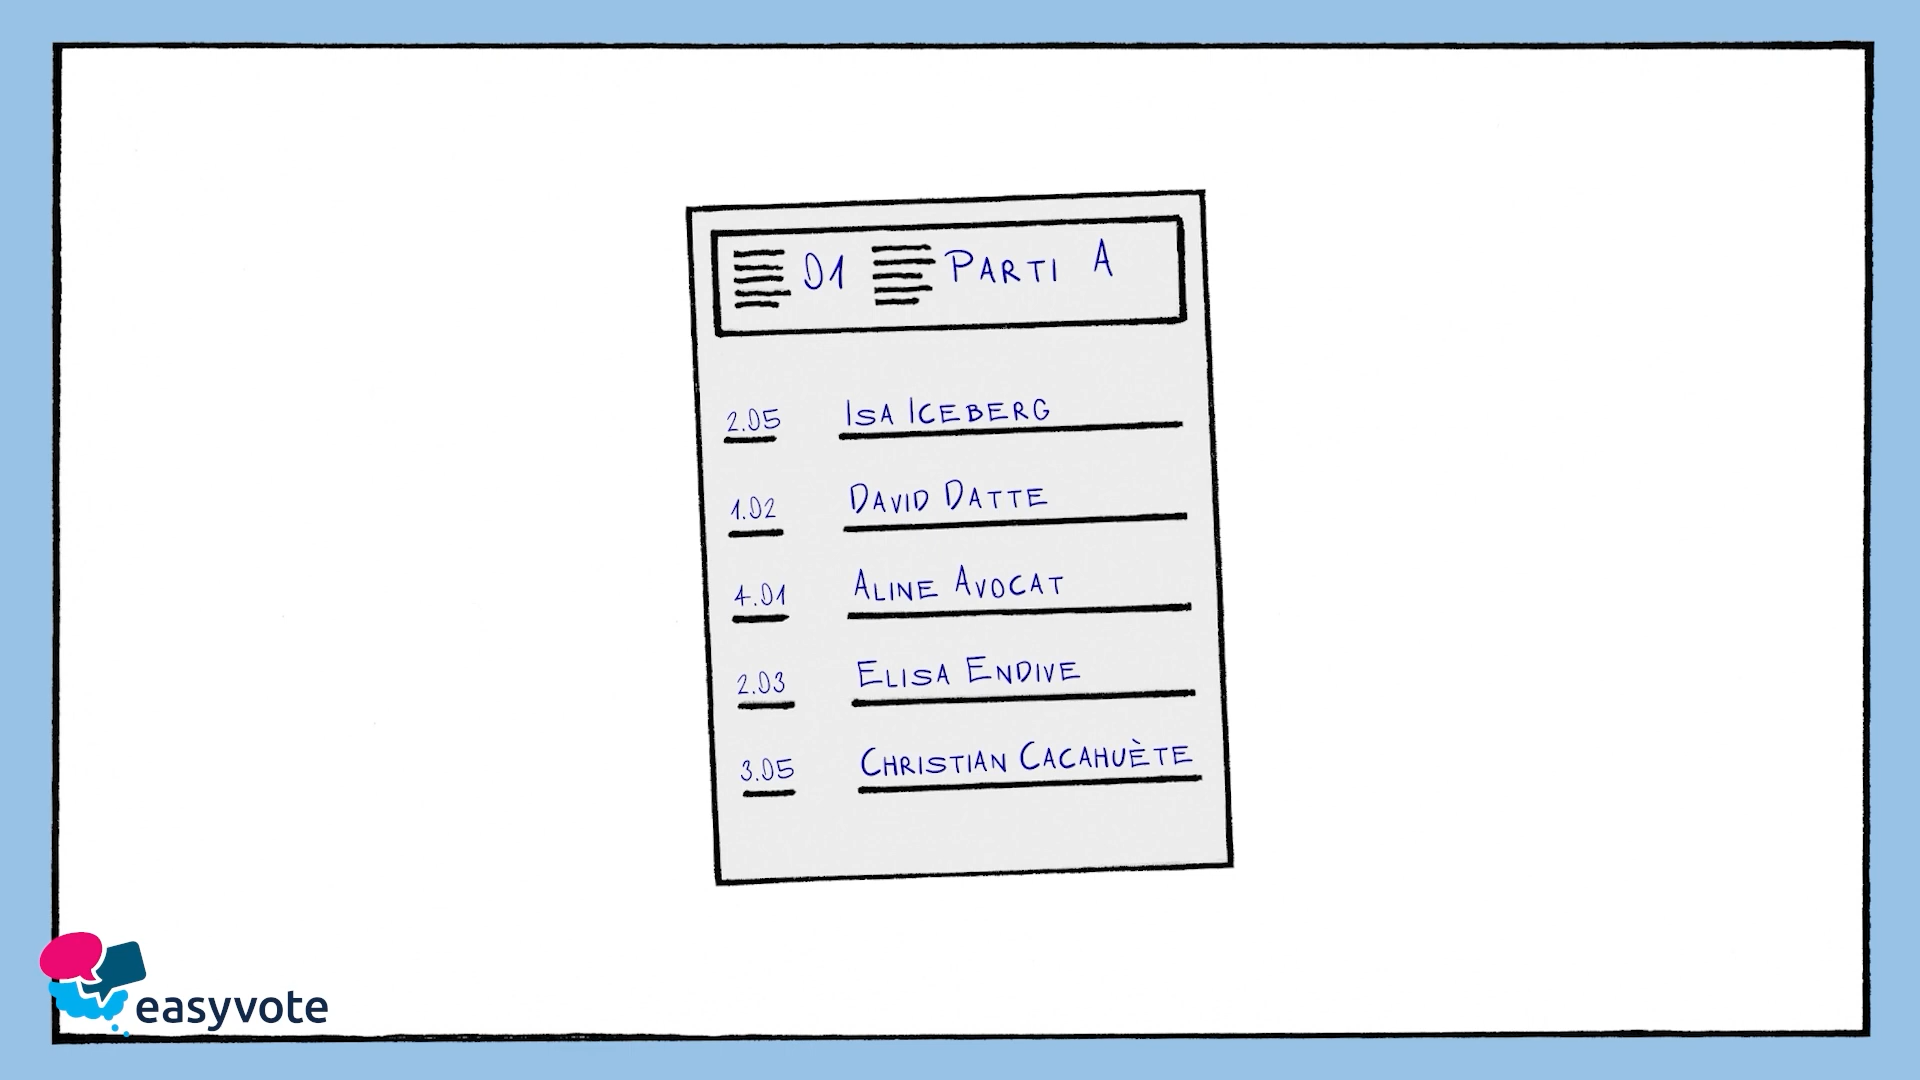 01 PARTI A
2.05 ISA ICEBERG
1.02 DAVID DATTE
4.01 ALINE AVOCAT
2.03 ELISA ENDIVE
3.05 CHRISTIAN CACAHUÈTE
easyvote